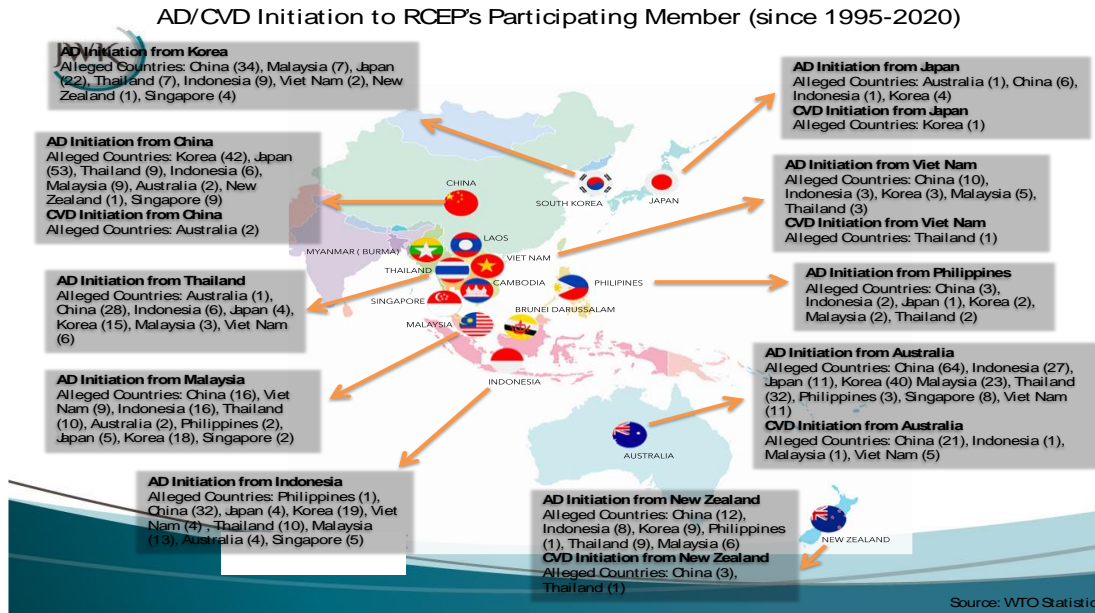 AD/CVD Initiation to RCEP's Participating Member (since 1995-2020)
JWK
AD Initiation from Korea
Alleged Countries: China (34), Malaysia (7), Japan
(22), Thailand (7), Indonesia (9), Viet Nam (2), New
Zealand (1), Singapore (4)
AD Initiation from Japan
Alleged Countries: Australia (1), China (6),
Indonesia (1), Korea (4)
CVD Initiation from Japan
Alleged Countries: Korea (1)
AD Initiation from China
Alleged Countries: Korea (42), Japan
(53), Thailand (9), Indonesia (6),
Malaysia (9), Australia (2), New
Zealand (1), Singapore (9)
CVD Initiation from China
Alleged Countries: Australia (2)
AD Initiation from Viet Nam
Alleged Countries: China (10),
Indonesia (3), Korea (3), Malaysia (5),
Thailand (3)
CVD Initiation from Viet Nam
Alleged Countries: Thailand (1)
CHINA
SOUTH KOREA
JAPAN
LAOS
MYANMAR ( BURMA)
VIET NAM
THAILAND
CAMBODIA
PHILIPINES
SINGAPORE
BRUNEI DARUSSALAM
MALAYSIA
INDONESIA
AUSTRALIA
NEW ZEALAND
AD Initiation from Thailand
Alleged Countries: Australia (1),
China (28), Indonesia (6), Japan (4),
Korea (15), Malaysia (3), Viet Nam
(6)
AD Initiation from Philippines
Alleged Countries: China (3),
Indonesia (2), Japan (1), Korea (2),
Malaysia (2), Thailand (2)
AD Initiation from Malaysia
Alleged Countries: China (16), Viet
Nam (9), Indonesia (16), Thailand
(10), Australia (2), Philippines (2),
Japan (5), Korea (18), Singapore (2)
AD Initiation from Australia
Alleged Countries: China (64), Indonesia (27),
Japan (11), Korea (40) Malaysia (23), Thailand
(32), Philippines (3), Singapore (8), Viet Nam
(11)
CVD Initiation from Australia
Alleged Countries: China (21), Indonesia (1),
Malaysia (1), Viet Nam (5)
AD Initiation from Indonesia
Alleged Countries: Philippines (1),
China (32), Japan (4), Korea (19), Viet
Nam (4) , Thailand (10), Malaysia
(13), Australia (4), Singapore (5)
AD Initiation from New Zealand
Alleged Countries: China (12),
Indonesia (8), Korea (9), Philippines
(1), Thailand (9), Malaysia (6)
CVD Initiation from New Zealand
Alleged Countries: China (3),
Thailand (1)
Source: WTO Statistic